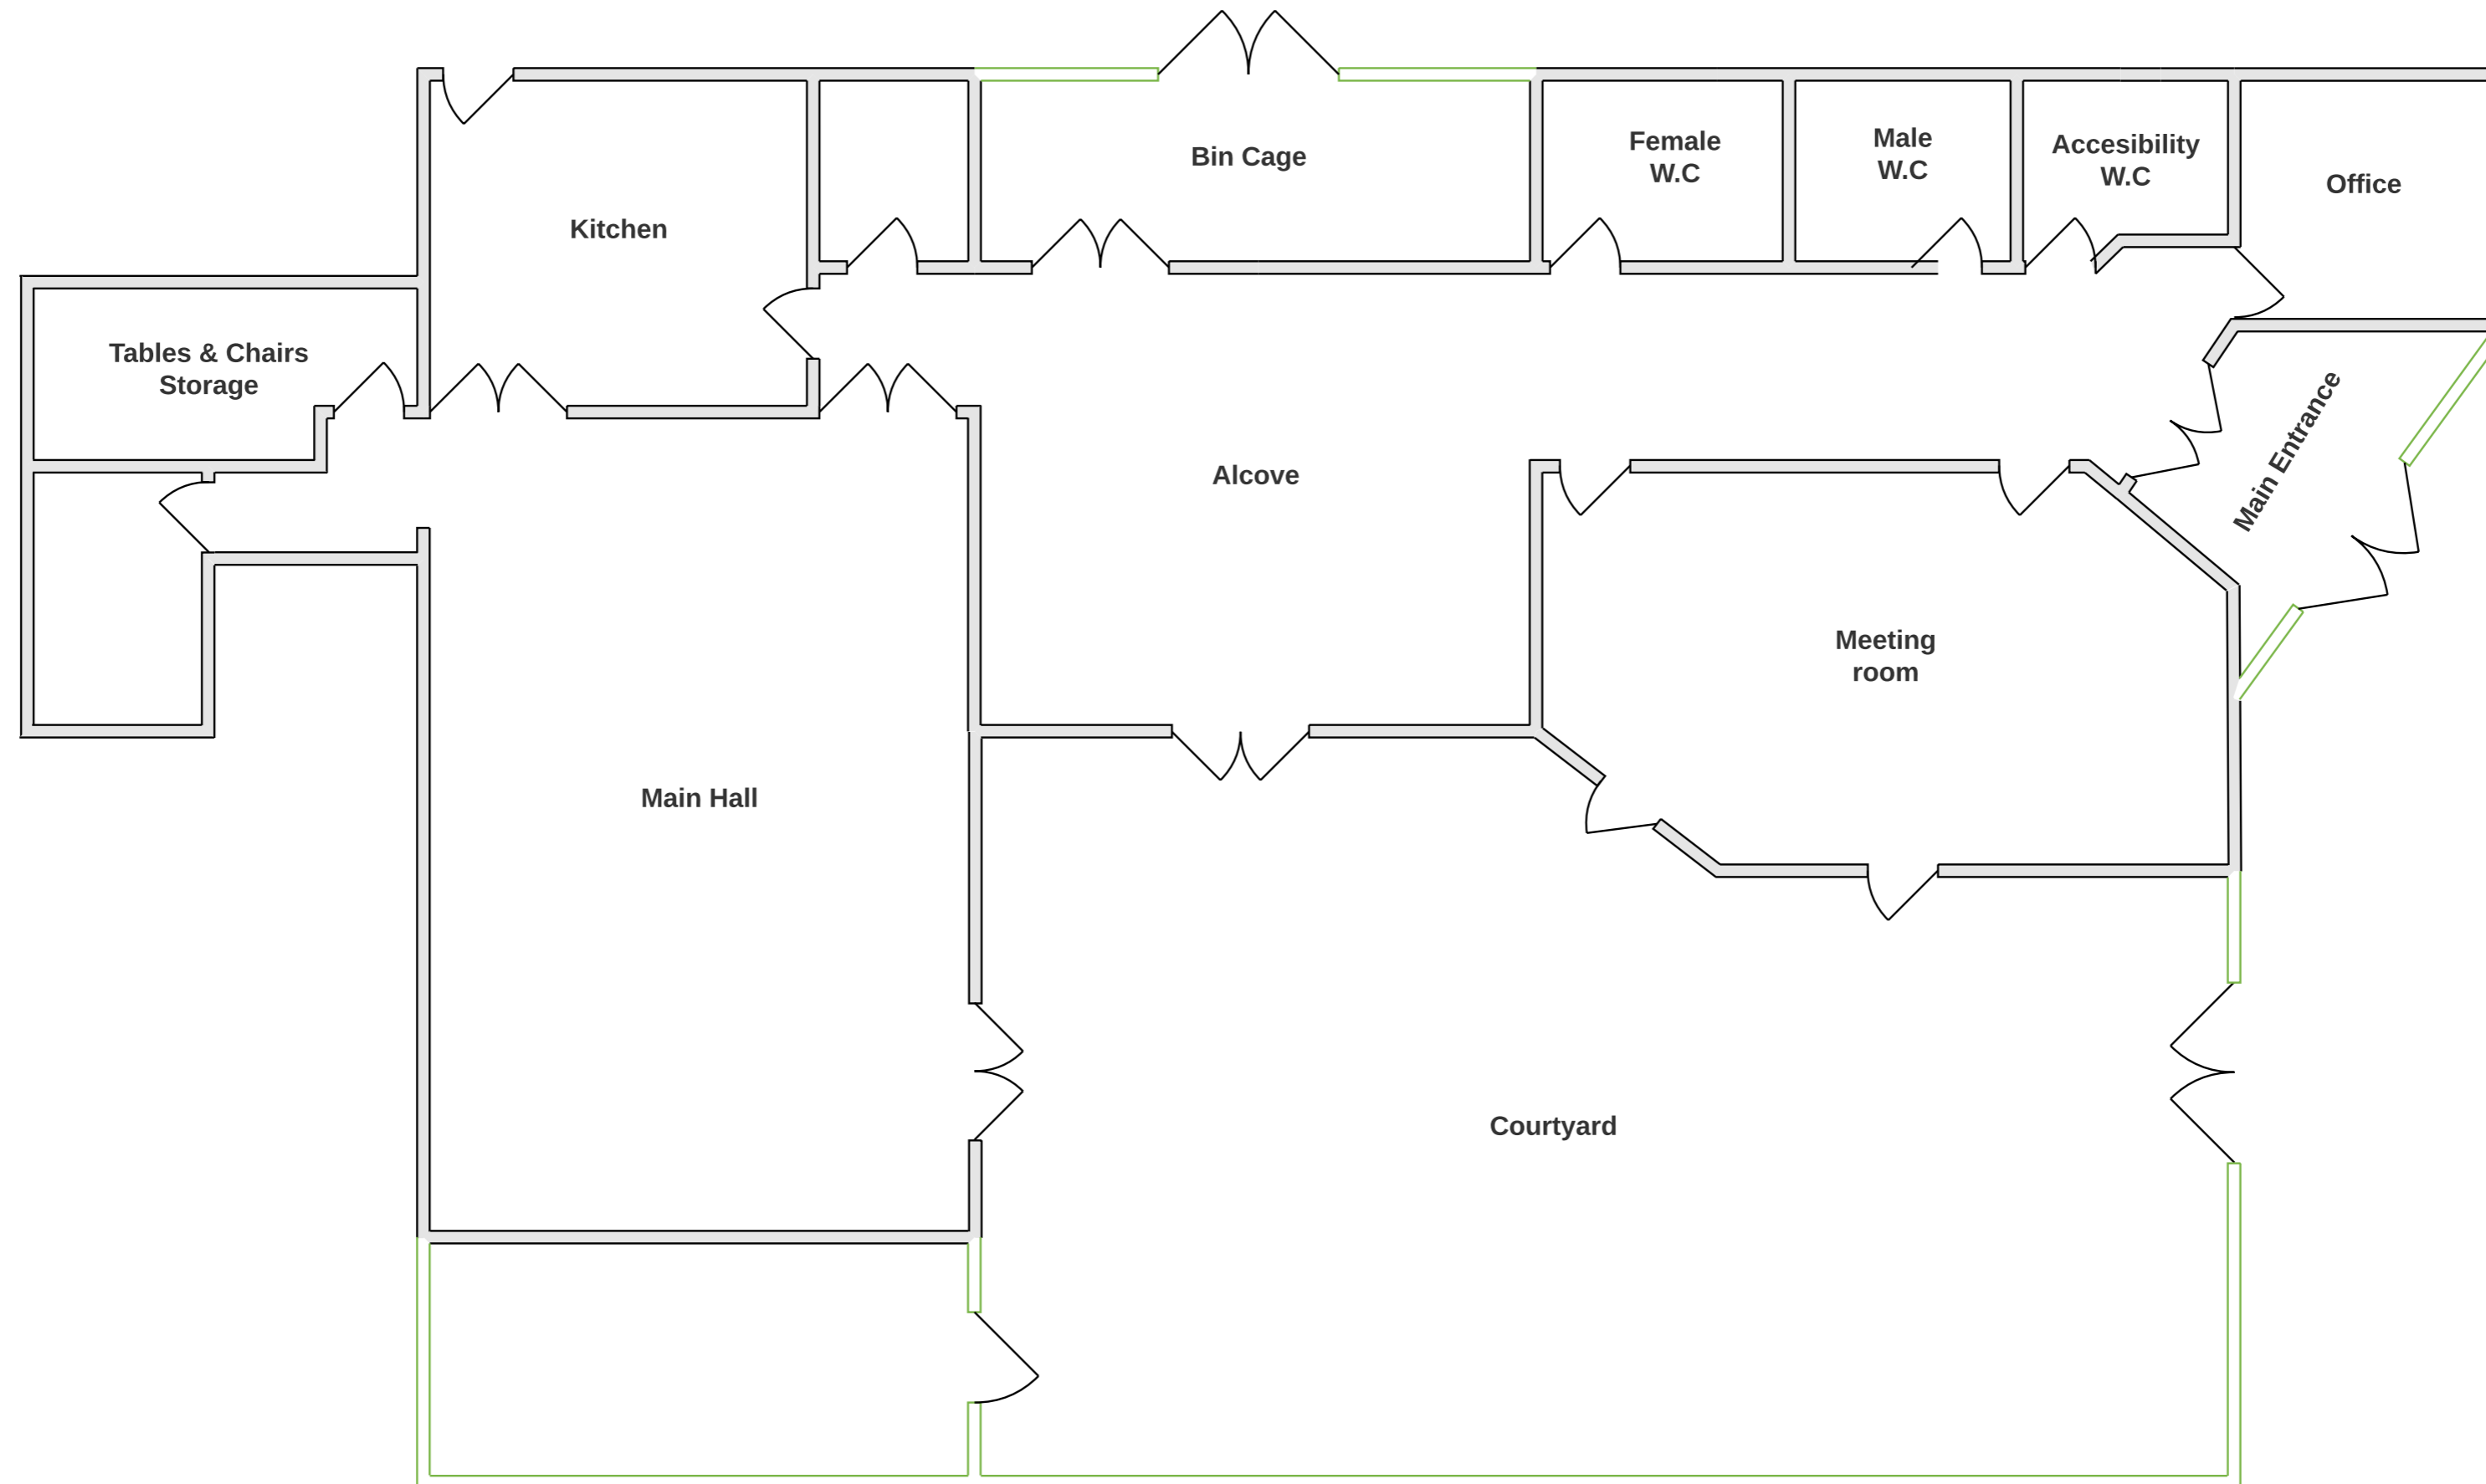 Bin Cage
Female
W.C
Male
W.C
Accesibility
W.C
Office
Kitchen
Tables & Chairs
Storage
Main Entrance
Alcove
Meeting
room
Main Hall
Courtyard